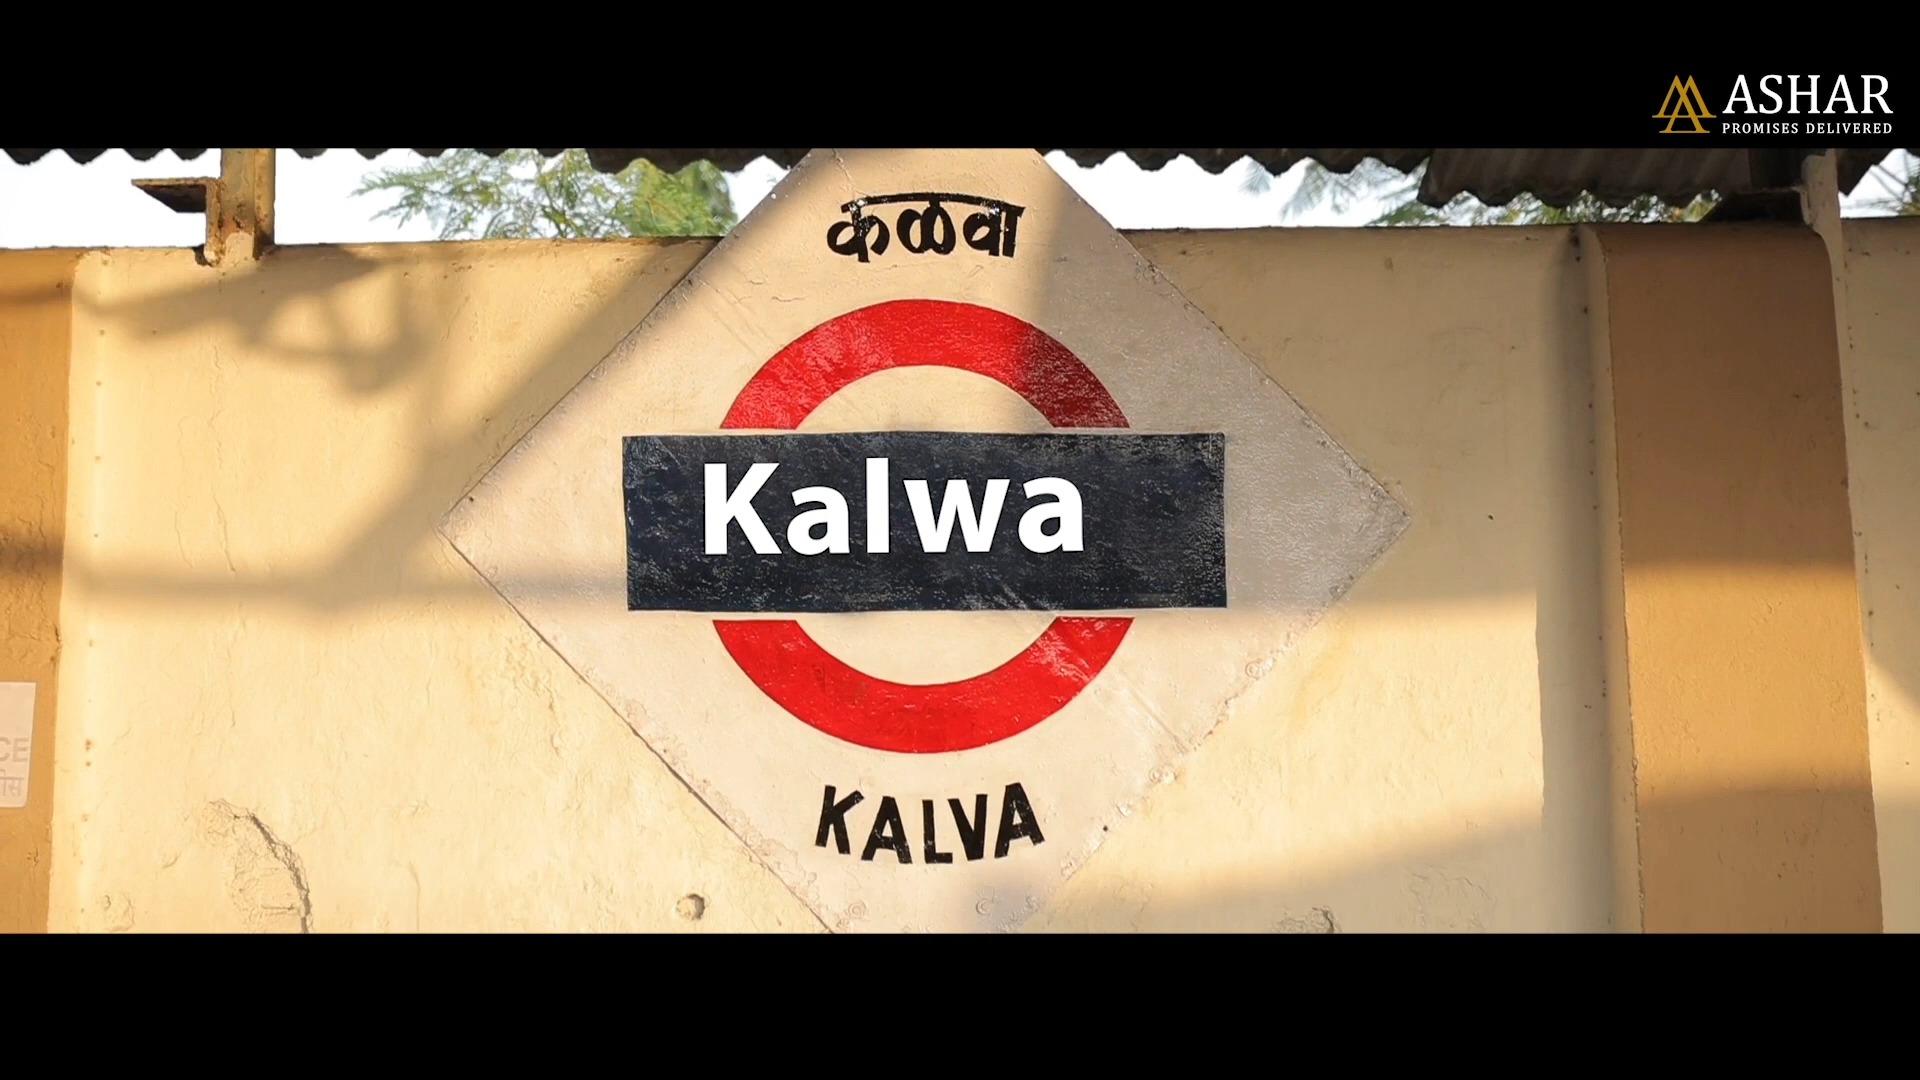 ASHAR
PROMISES DELIVERED
कळवा
Kalwa
KALVA